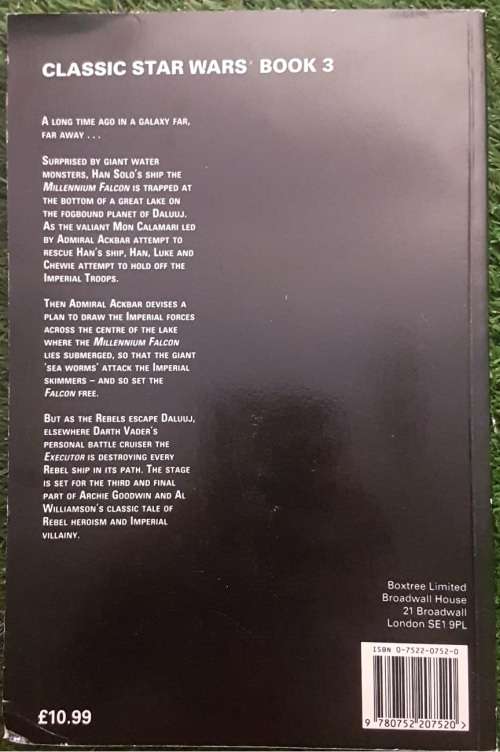 CLASSIC STAR WARS® BOOK 3
A LONG TIME AGO IN A GALAXY FAR,
FAR AWAY . . .
SURPRISED BY GIANT WATER
MONSTERS, HAN SOLO'S SHIP THE
MILLENNIUM FALCON IS TRAPPED AT
THE BOTTOM OF A GREAT LAKE ON
THE FOGBOUND PLANET OF DALUUJ.
AS THE VALIANT MON CALAMARI LED
BY ADMIRAL ACKBAR ATTEMPT TO
RESCUE HAN'S SHIP, HAN, LUKE AND
CHEWIE ATTEMPT TO HOLD OFF THE
IMPERIAL TROOPS.
THEN ADMIRAL ACKBAR DEVISES A
PLAN TO DRAW THE IMPERIAL FORCES
ACROSS THE CENTRE OF THE LAKE
WHERE THE MILLENNIUM FALCON
LIES SUBMERGED, SO THAT THE GIANT
'SEA WORMS' ATTACK THE IMPERIAL
SKIMMERS – AND SO SET THE
FALCON FREE.
BUT AS THE REBELS ESCAPE DALUUJ,
ELSEWHERE DARTH VADER'S
PERSONAL BATTLE CRUISER THE
EXECUTOR IS DESTROYING EVERY
REBEL SHIP IN ITS PATH. THE STAGE
IS SET FOR THE THIRD AND FINAL
PART OF ARCHIE GOODWIN AND AL
WILLIAMSON'S CLASSIC TALE OF
REBEL HEROISM AND IMPERIAL
VILLAINY.
Boxtree Limited
Broadwall House
21 Broadwall
London SE1 9PL
ISBN 0-7522-0752-0
9 780752 207520 >
£10.99